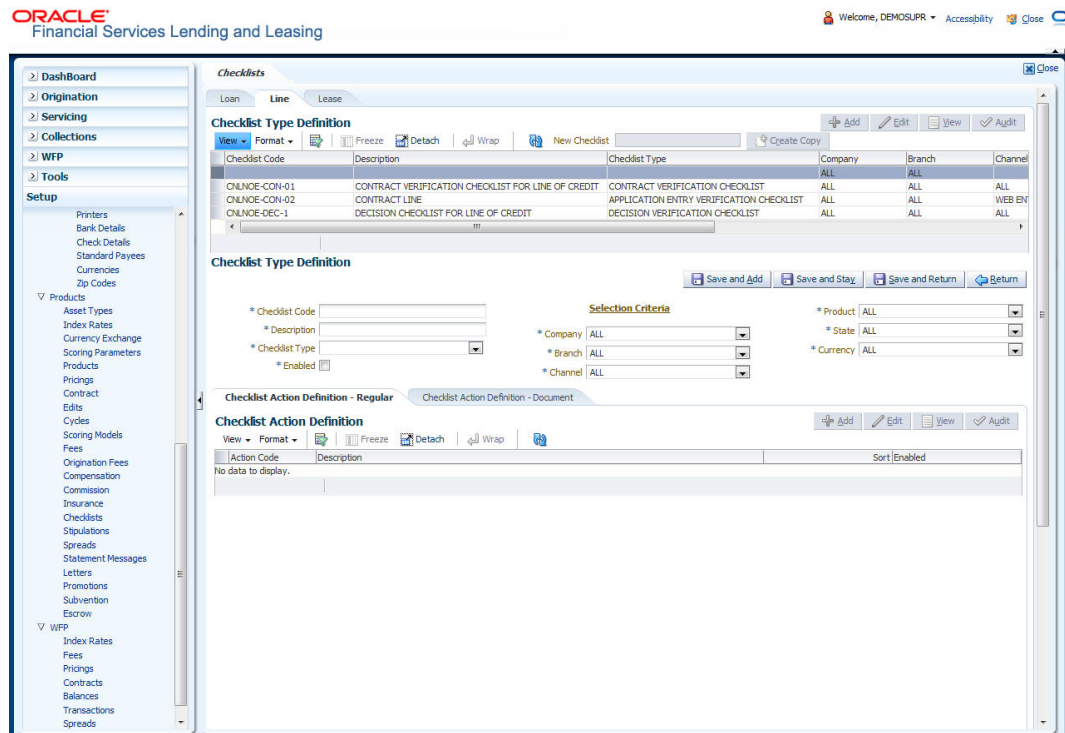 ORACLE®
Financial Services Lending and Leasing
Welcome, DEMOSUPR
Accessibility
Close
DashBoard
Origination
Servicing
Collections
WFP
Tools
Setup
Printers
Bank Details
Check Details
Standard Payees
Currencies
Zip Codes
Products
Asset Types
Index Rates
Currency Exchange
Scoring Parameters
Products
Pricings
Contract
Edits
Cycles
Scoring Models
Fees
Origination Fees
Compensation
Commission
Insurance
Checklists
Stipulations
Spreads
Statement Messages
Letters
Promotions
Subvention
Escrow
WFP
Index Rates
Fees
Pricings
Contracts
Balances
Transactions
Spreads
Checklists
Close
Loan Line Lease
Checklist Type Definition
Add Edit View Audit
View Format Freeze Detach Wrap New Checklist Create Copy
Checklist Code Description Checklist Type Company Branch Channel
ALL ALL
CNLNOE-CON-01 CONTRACT VERIFICATION CHECKLIST FOR LINE OF CREDIT CONTRACT VERIFICATION CHECKLIST ALL ALL ALL
CNLNOE-CON-02 CONTRACT LINE APPLICATION ENTRY VERIFICATION CHECKLIST ALL ALL WEB EN
CNLNOE-DEC-1 DECISION CHECKLIST FOR LINE OF CREDIT DECISION VERIFICATION CHECKLIST ALL ALL ALL
Checklist Type Definition
Save and Add Save and Stay Save and Return Return
* Checklist Code
* Description
* Checklist Type
* Enabled
Selection Criteria
* Company ALL
* Branch ALL
* Channel ALL
* Product ALL
* State ALL
* Currency ALL
Checklist Action Definition - Regular Checklist Action Definition - Document
Checklist Action Definition
Add Edit View Audit
View Format Freeze Detach Wrap
Action Code Description Sort Enabled
No data to display.